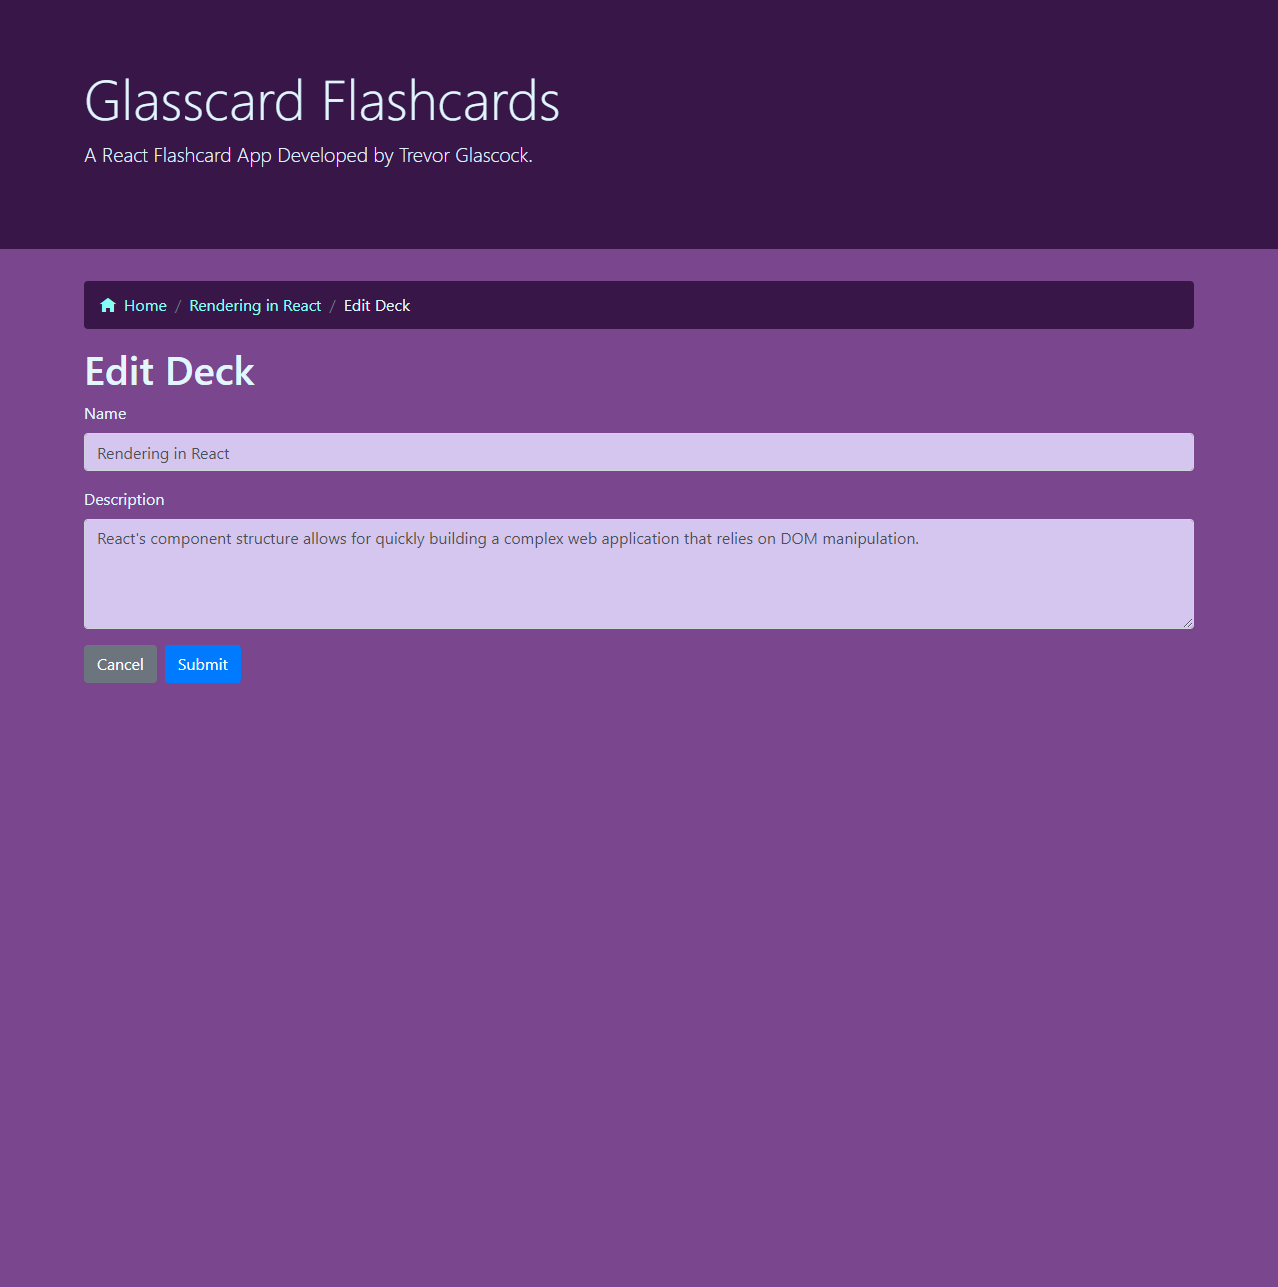 Glasscard Flashcards
A React Flashcard App Developed by Trevor Glascock.
Home / Rendering in React / Edit Deck
Edit Deck
Name
Rendering in React
Description
React's component structure allows for quickly building a complex web application that relies on DOM manipulation.
Cancel Submit